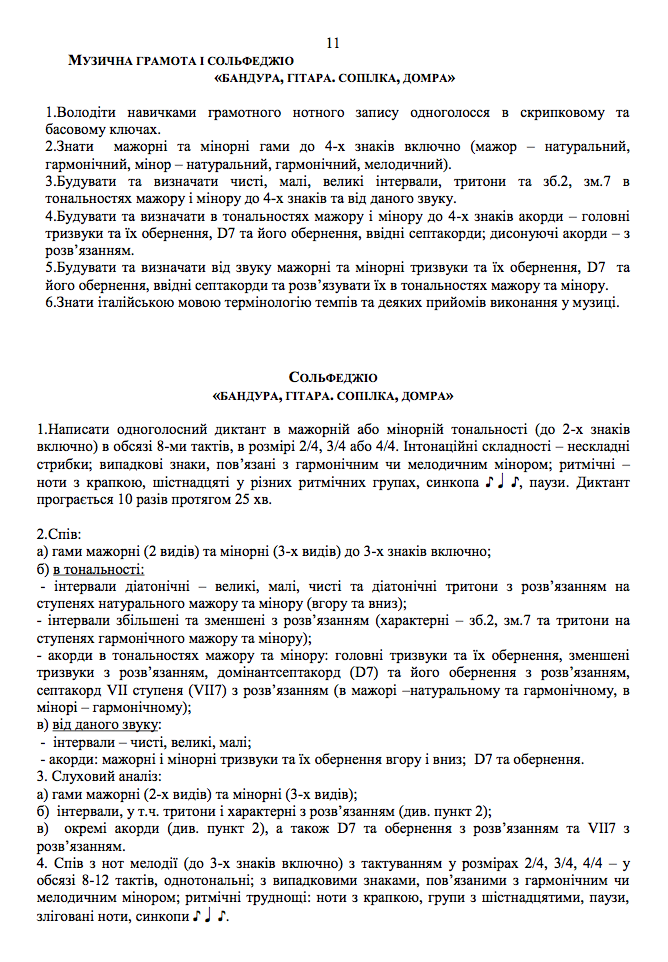 11
МУЗИЧНА ГРАМОТА І СОЛЬФЕДЖІО
«БАНДУРА, ГІТАРА. СОПІЛКА, ДОМРА»
1.Володіти навичками грамотного нотного запису одноголосся в скрипковому та
басовому ключах.
2.Знати мажорні та мінорні гами до 4-х знаків включно (мажор – натуральний,
гармонічний, мінор – натуральний, гармонічний, мелодичний).
3.Будувати та визначати чисті, малі, великі інтервали, тритони та зб.2, зм.7 в
тональностях мажору і мінору до 4-х знаків та від даного звуку.
4.Будувати та визначати в тональностях мажору і мінору до 4-х знаків акорди – головні
тризвуки та їх обернення, D7 та його обернення, ввідні септакорди; дисонуючі акорди – з
розв’язанням.
5.Будувати та визначати від звуку мажорні та мінорні тризвуки та їх обернення, D7 та
його обернення, ввідні септакорди та розв’язувати їх в тональностях мажору та мінору.
6.Знати італійською мовою термінологію темпів та деяких прийомів виконання у музиці.
СОЛЬФЕДЖІО
«БАНДУРА, ГІТАРА. СОПІЛКА, ДОМРА»
1.Написати одноголосний диктант в мажорній або мінорній тональності (до 2-х знаків
включно) в обсязі 8-ми тактів, в розмірі 2/4, 3/4 або 4/4. Інтонаційні складності – нескладні
стрибки; випадкові знаки, пов’язані з гармонічним чи мелодичним мінором; ритмічні –
ноти з крапкою, шістнадцяті у різних ритмічних групах, синкопа ♪ ♩ ♪, паузи. Диктант
програється 10 разів протягом 25 хв.
2.Спів:
а) гами мажорні (2 видів) та мінорні (3-х видів) до 3-х знаків включно;
б) в тональності:
- інтервали діатонічні – великі, малі, чисті та діатонічні тритони з розв’язанням на
ступенях натурального мажору та мінору (вгору та вниз);
- інтервали збільшені та зменшені з розв’язанням (характерні – зб.2, зм.7 та тритони на
ступенях гармонічного мажору та мінору);
- акорди в тональностях мажору та мінору: головні тризвуки та їх обернення, зменшені
тризвуки з розв’язанням, домінантсептакорд (D7) та його обернення з розв’язанням,
септакорд VII ступеня (VII7) з розв’язанням (в мажорі –натуральному та гармонічному, в
мінорі – гармонічному);
в) від даного звуку:
- інтервали – чисті, великі, малі;
- акорди: мажорні і мінорні тризвуки та їх обернення вгору і вниз; D7 та обернення.
3. Слуховий аналіз:
а) гами мажорні (2-х видів) та мінорні (3-х видів);
б) інтервали, у т.ч. тритони і характерні з розв’язанням (див. пункт 2);
в) окремі акорди (див. пункт 2), а також D7 та обернення з розв’язанням та VII7 з
розв’язанням.
4. Спів з нот мелодії (до 3-х знаків включно) з тактуванням у розмірах 2/4, 3/4, 4/4 – у
обсязі 8-12 тактів, однотональні; з випадковими знаками, пов’язаними з гармонічним чи
мелодичним мінором; ритмічні труднощі: ноти з крапкою, групи з шістнадцятими, паузи,
зліговані ноти, синкопи ♪ ♩ ♪.